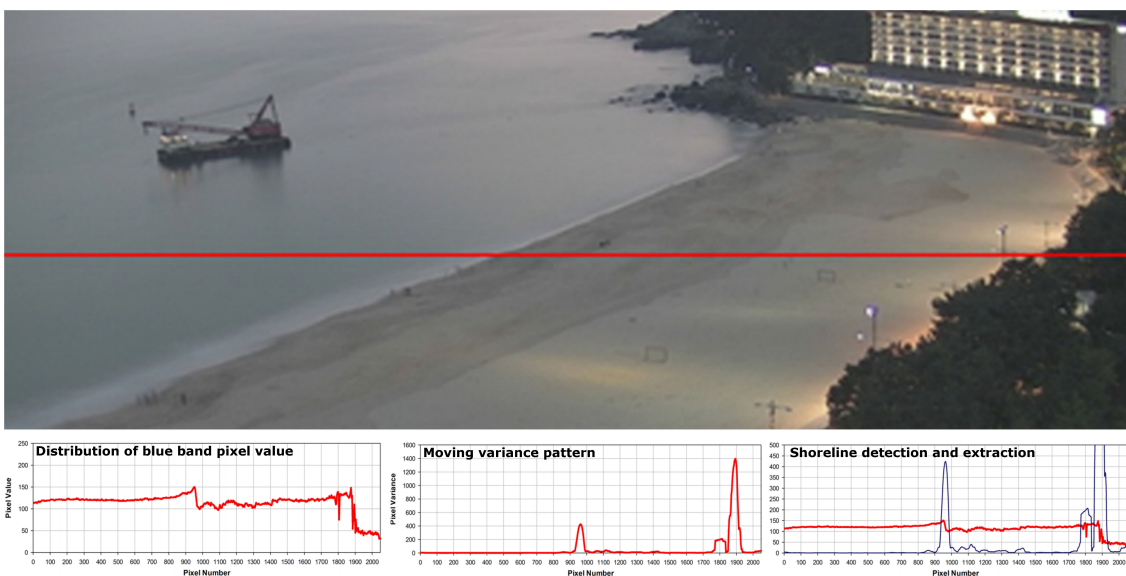 Distribution of blue band pixel value
Pixel Value
250
200
150
100
50
0
0 100 200 300 400 500 600 700 800 900 1000 1100 1200 1300 1400 1500 1600 1700 1800 1900 2000
Pixel Number
Moving variance pattern
Pixel Variance
1600
1400
1200
1000
800
600
400
200
0
0 100 200 300 400 500 600 700 800 900 1000 1100 1200 1300 1400 1500 1600 1700 1800 1900 2000
Pixel Number
Shoreline detection and extraction
500
450
400
350
300
250
200
150
100
50
0
0 100 200 300 400 500 600 700 800 900 1000 1100 1200 1300 1400 1500 1600 1700 1800 1900 2000
Pixel Number